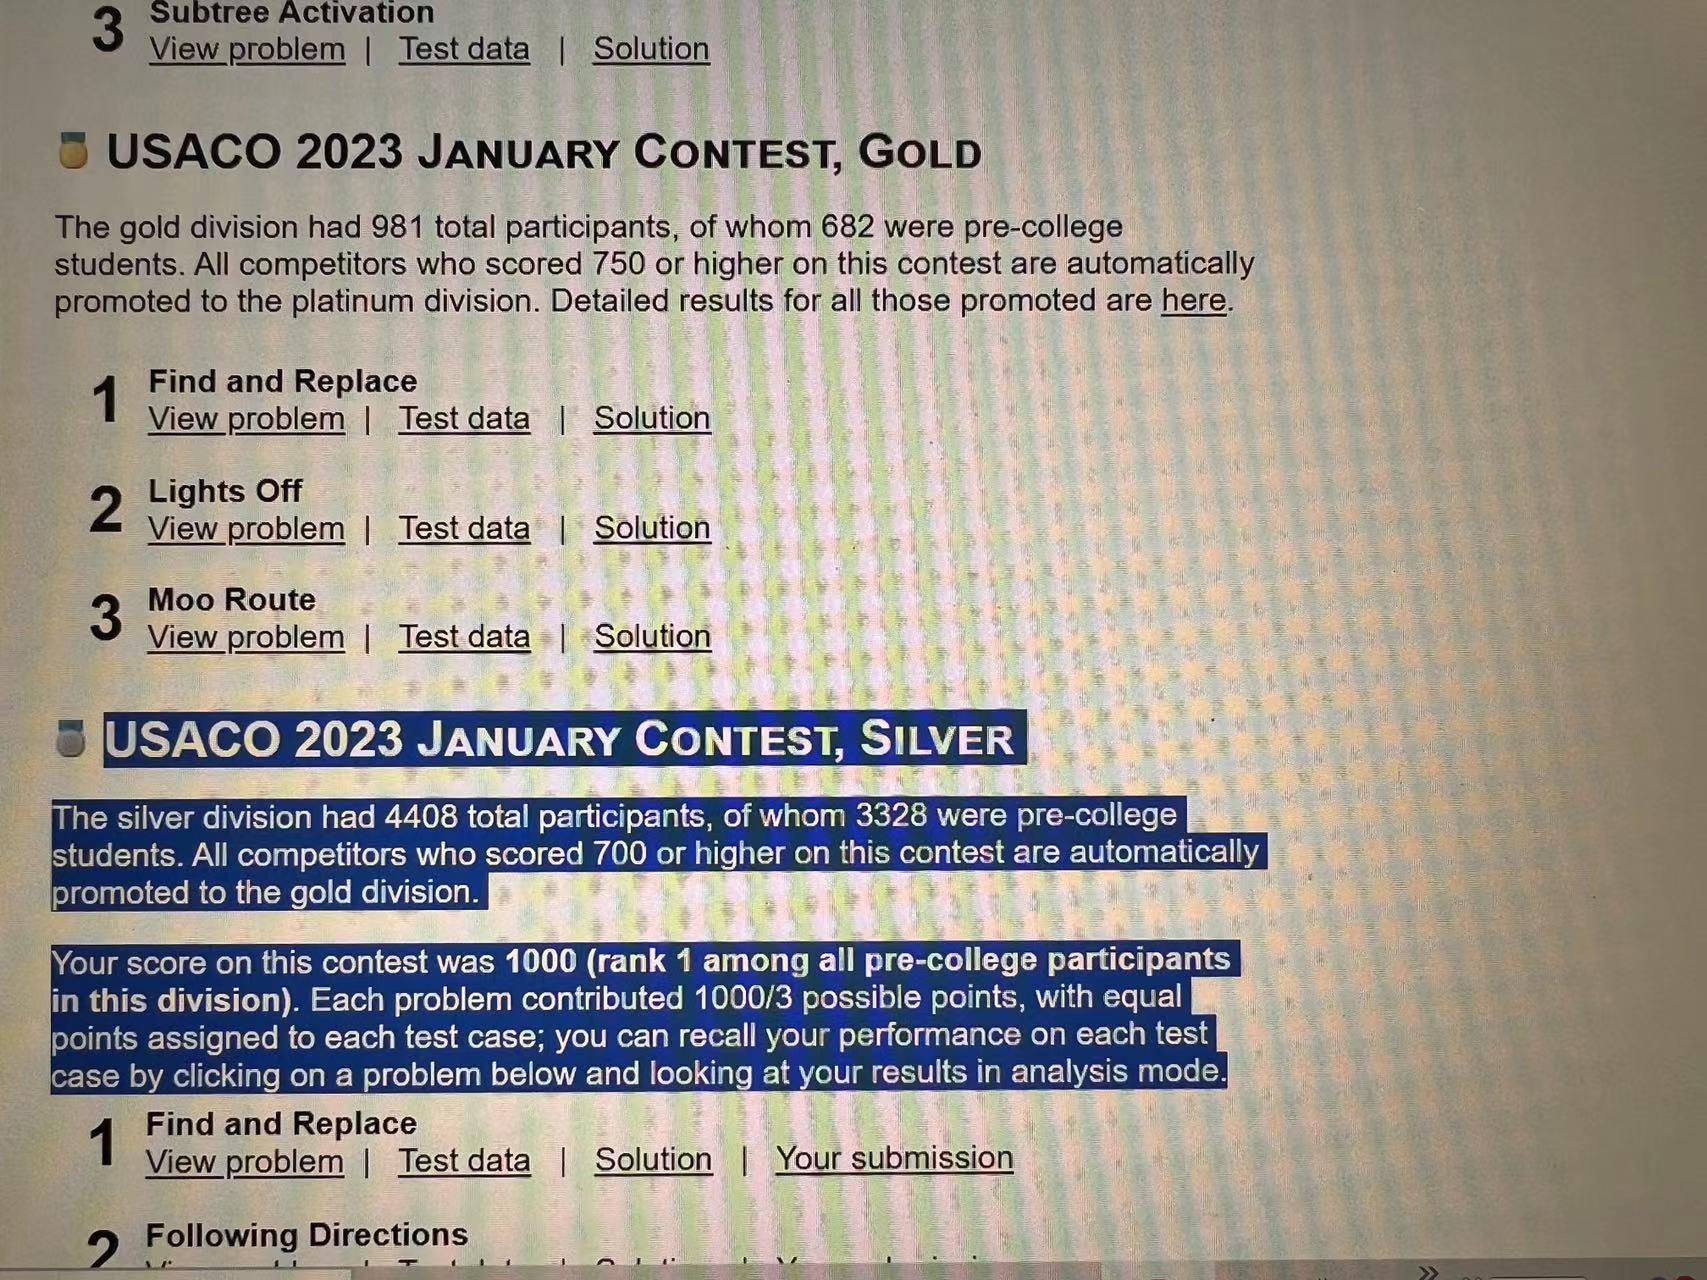 3 Subtree Activation
View problem | Test data | Solution
USACO 2023 January Contest, Gold
The gold division had 981 total participants, of whom 682 were pre-college
students. All competitors who scored 750 or higher on this contest are automatically
promoted to the platinum division. Detailed results for all those promoted are here.
1 Find and Replace
View problem | Test data | Solution
2 Lights Off
View problem | Test data | Solution
3 Moo Route
View problem | Test data | Solution
USACO 2023 January Contest, Silver
The silver division had 4408 total participants, of whom 3328 were pre-college
students. All competitors who scored 700 or higher on this contest are automatically
promoted to the gold division.
Your score on this contest was 1000 (rank 1 among all pre-college participants
in this division). Each problem contributed 1000/3 possible points, with equal
points assigned to each test case; you can recall your performance on each test
case by clicking on a problem below and looking at your results in analysis mode.
1 Find and Replace
View problem | Test data | Solution | Your submission
2 Following Directions